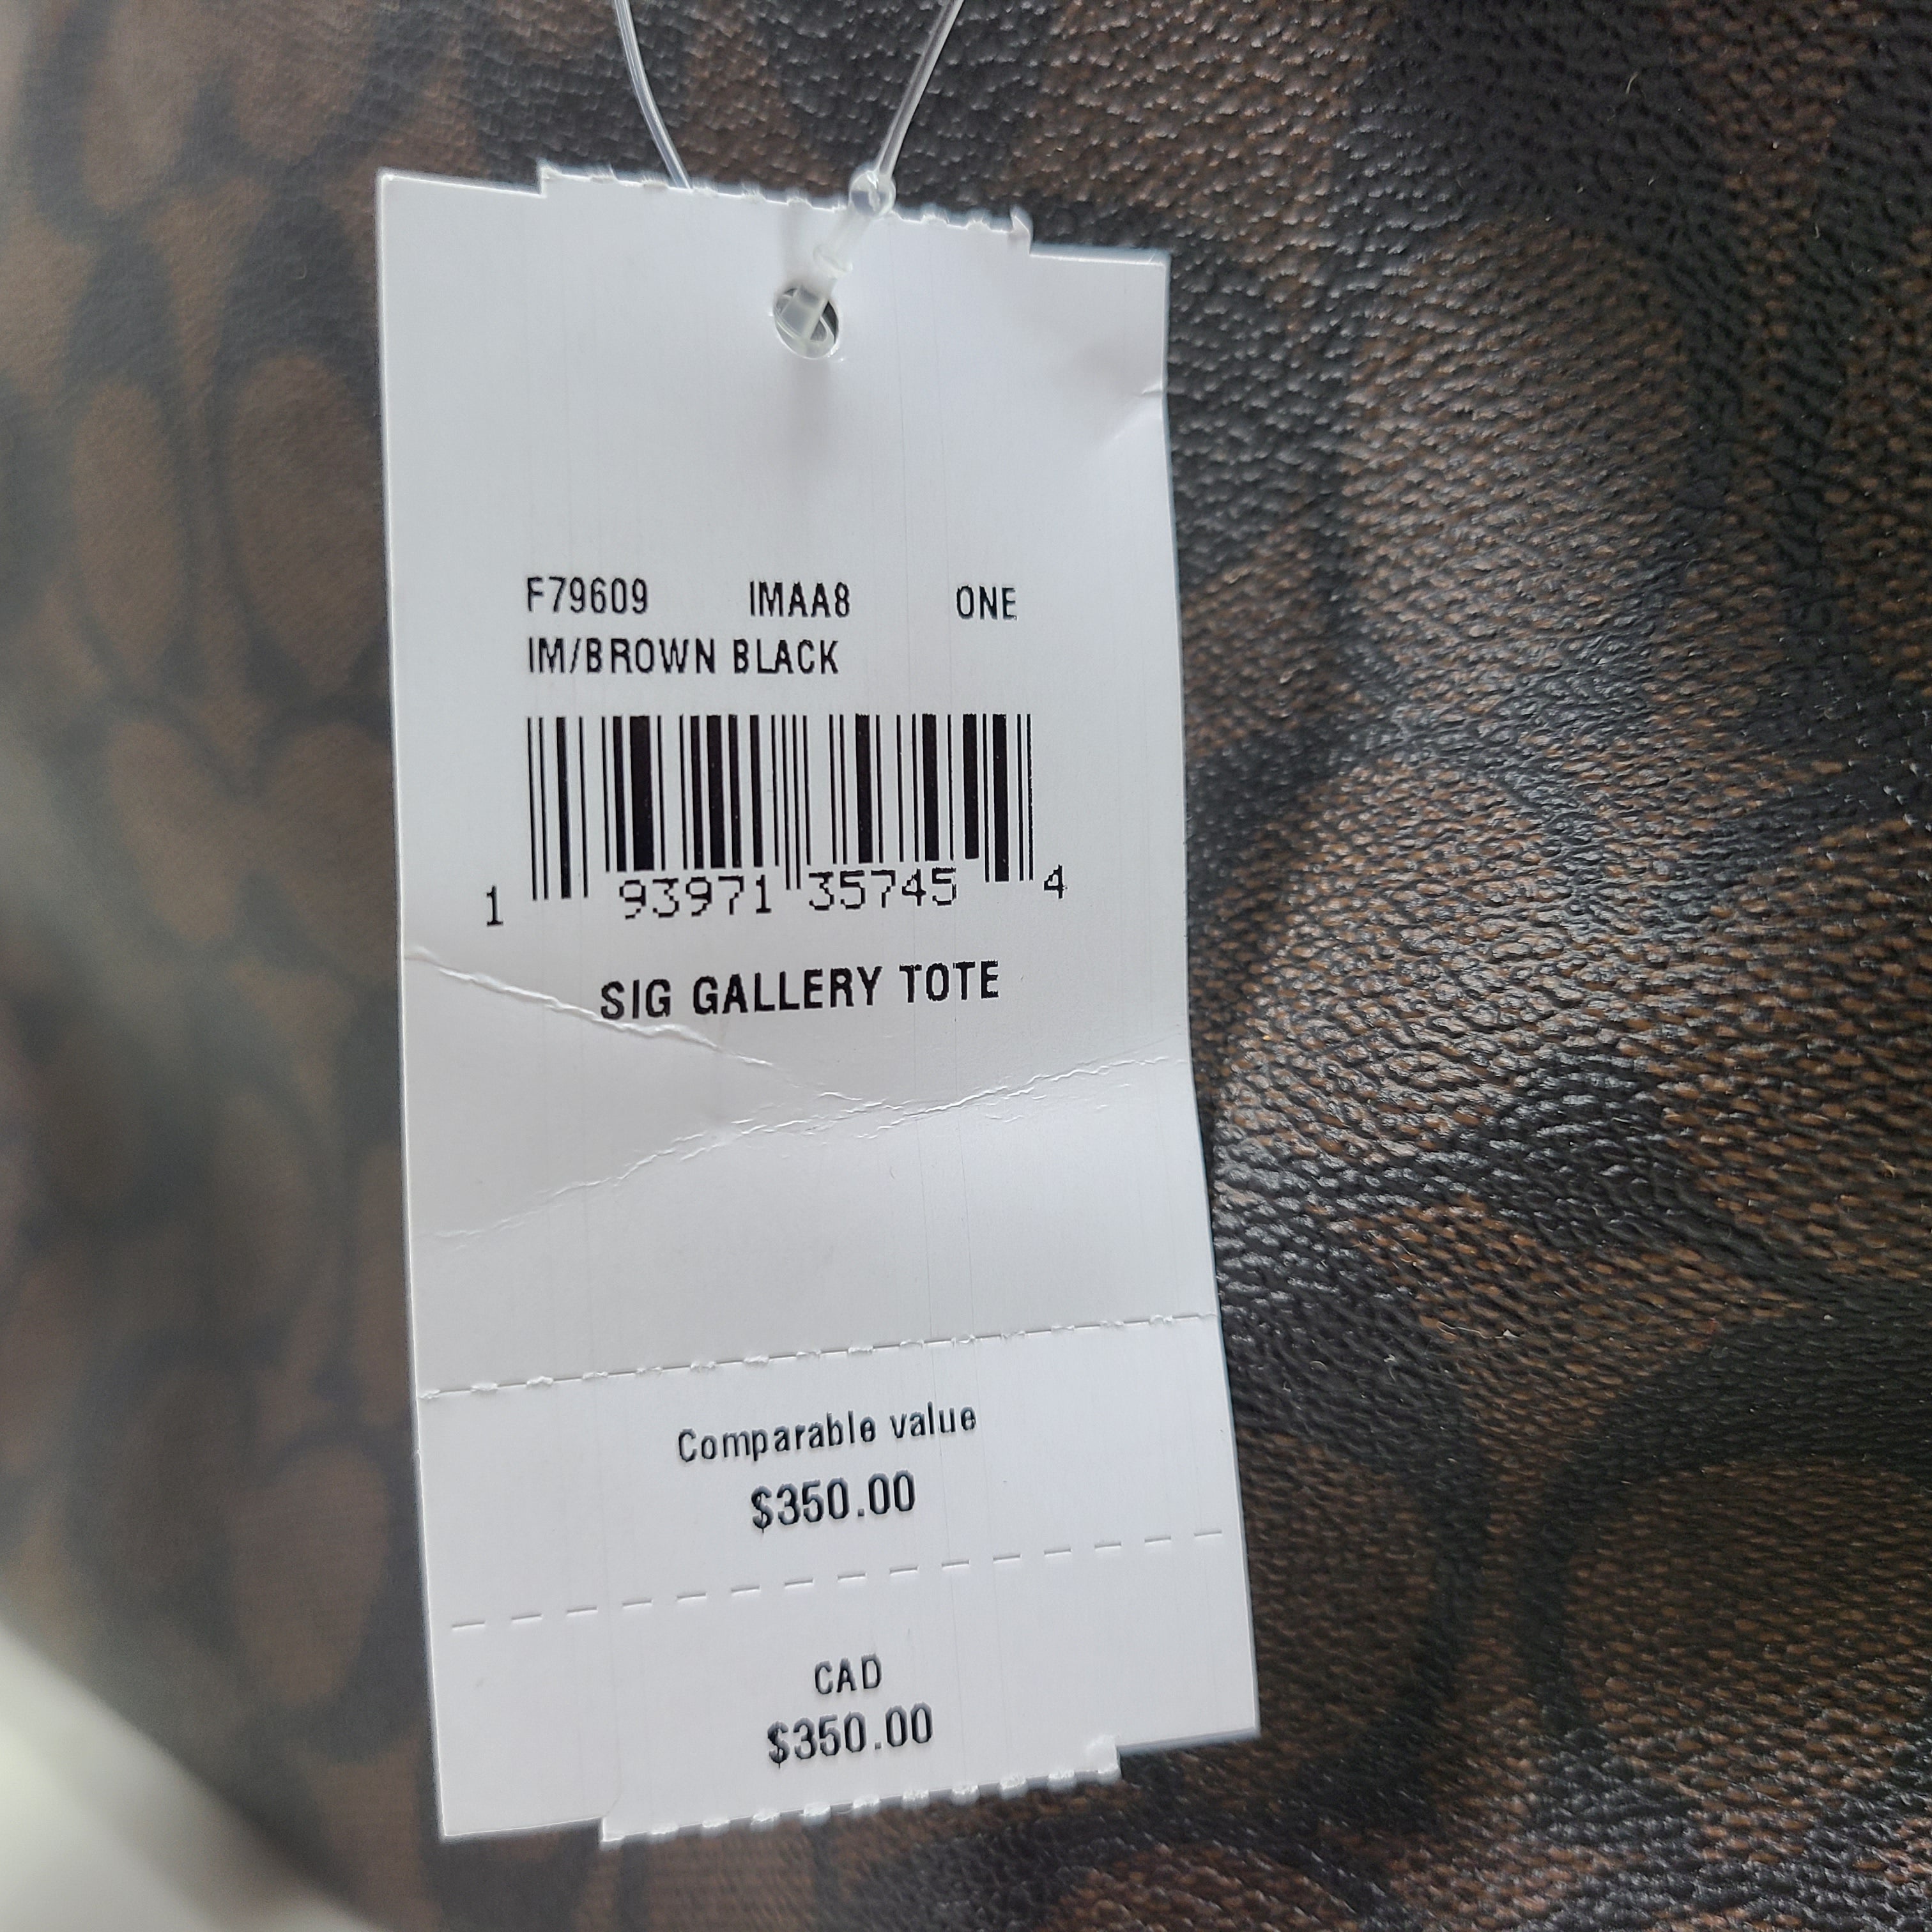 F79609 IMAA8 ONE
IM/BROWN BLACK
1 93971 35745 4
SIG GALLERY TOTE
Comparable value
$350.00
CAD
$350.00